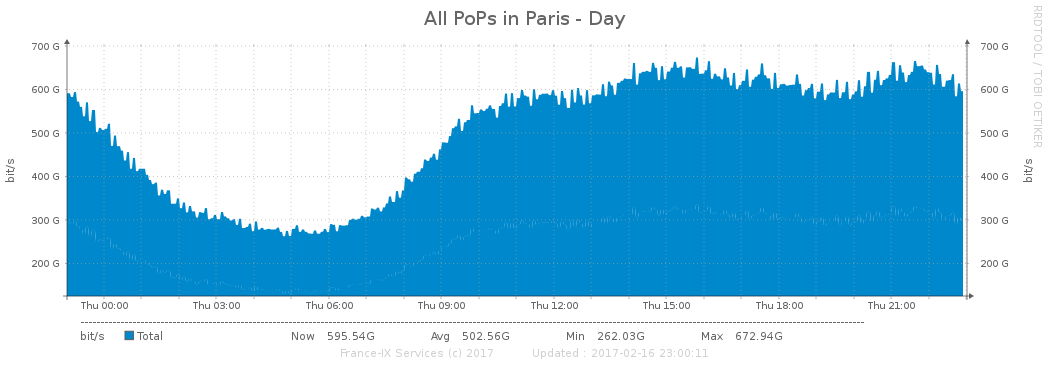 All PoPs in Paris - Day
RRDTOOL / TOBI OETIKER
700 G 700 G
600 G 600 G
500 G 500 G
400 G 400 G
300 G 300 G
200 G 200 G
bit/s bit/s
Thu 00:00 Thu 03:00 Thu 06:00 Thu 09:00 Thu 12:00 Thu 15:00 Thu 18:00 Thu 21:00
bit/s Total Now 595.54G Avg 502.56G Min 262.03G Max 672.94G
France-IX Services (c) 2017 Updated : 2017-02-16 23:00:11